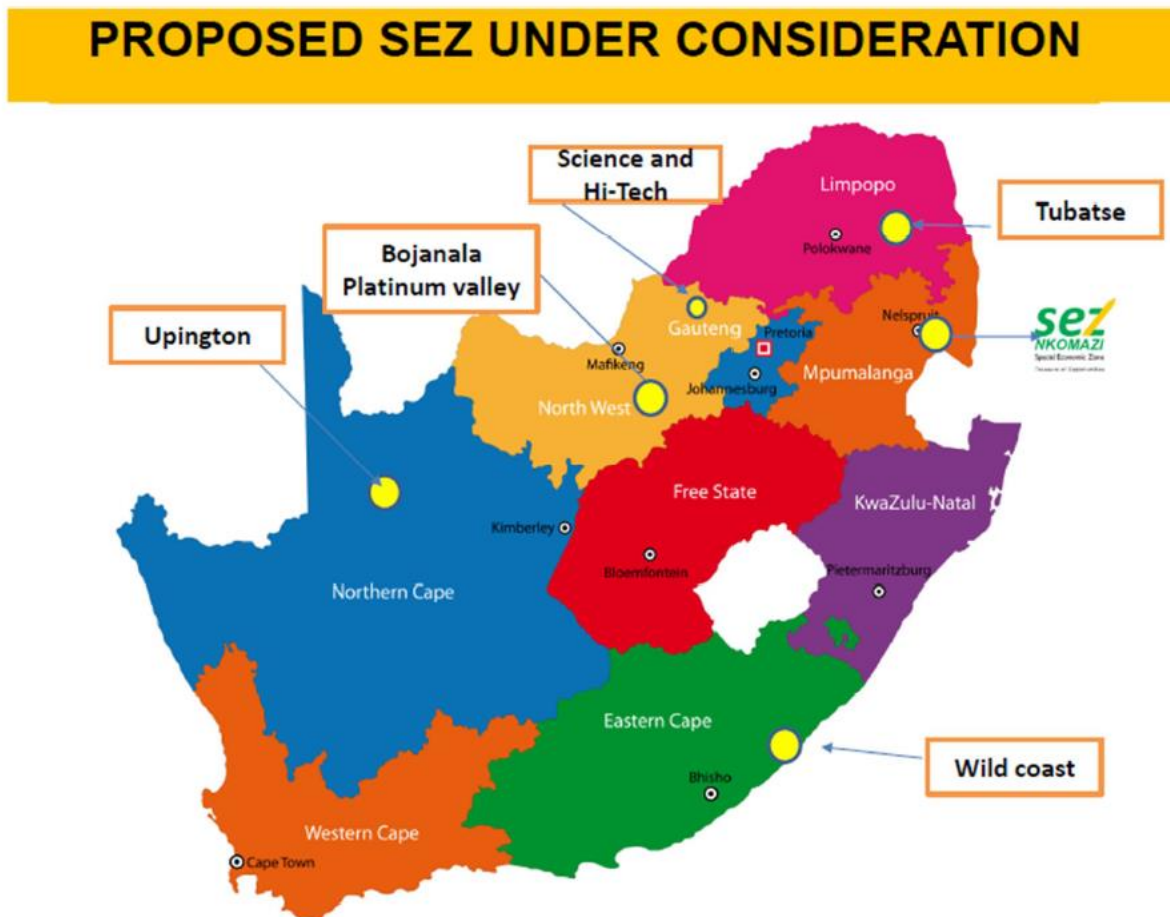 PROPOSED SEZ UNDER CONSIDERATION
Science and
Hi-Tech
Limpopo
Tubatse
Polokwane
Bojanala
Platinum valley
Upington
Gauteng
Pretoria
Nelspruit
sez
NKOMAZI
Special Economic Zone
Mafikeng
Mpumalanga
Johannesburg
North West
Free State
KwaZulu-Natal
Kimberley
Bloemfontein
Pietermaritzburg
Northern Cape
Eastern Cape
Wild coast
Bhisho
Western Cape
Cape Town